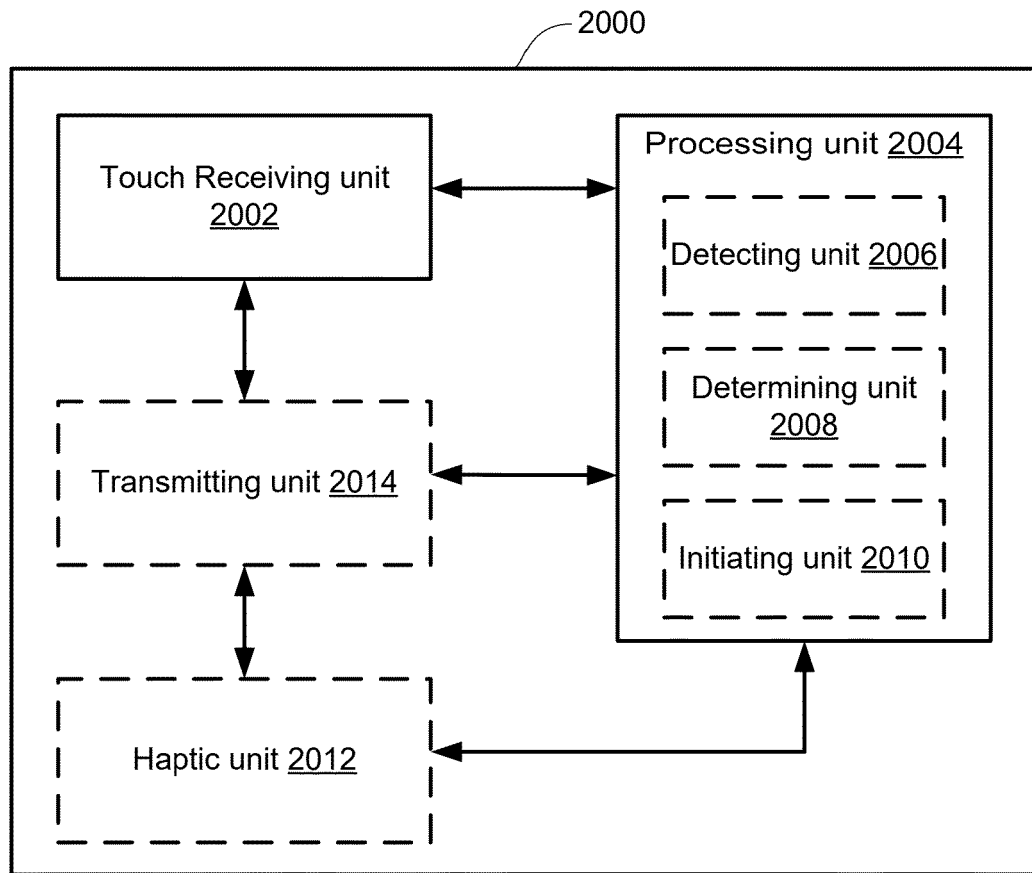 2000
Touch Receiving unit
2002
Processing unit 2004
Detecting unit 2006
Determining unit
2008
Transmitting unit 2014
Initiating unit 2010
Haptic unit 2012